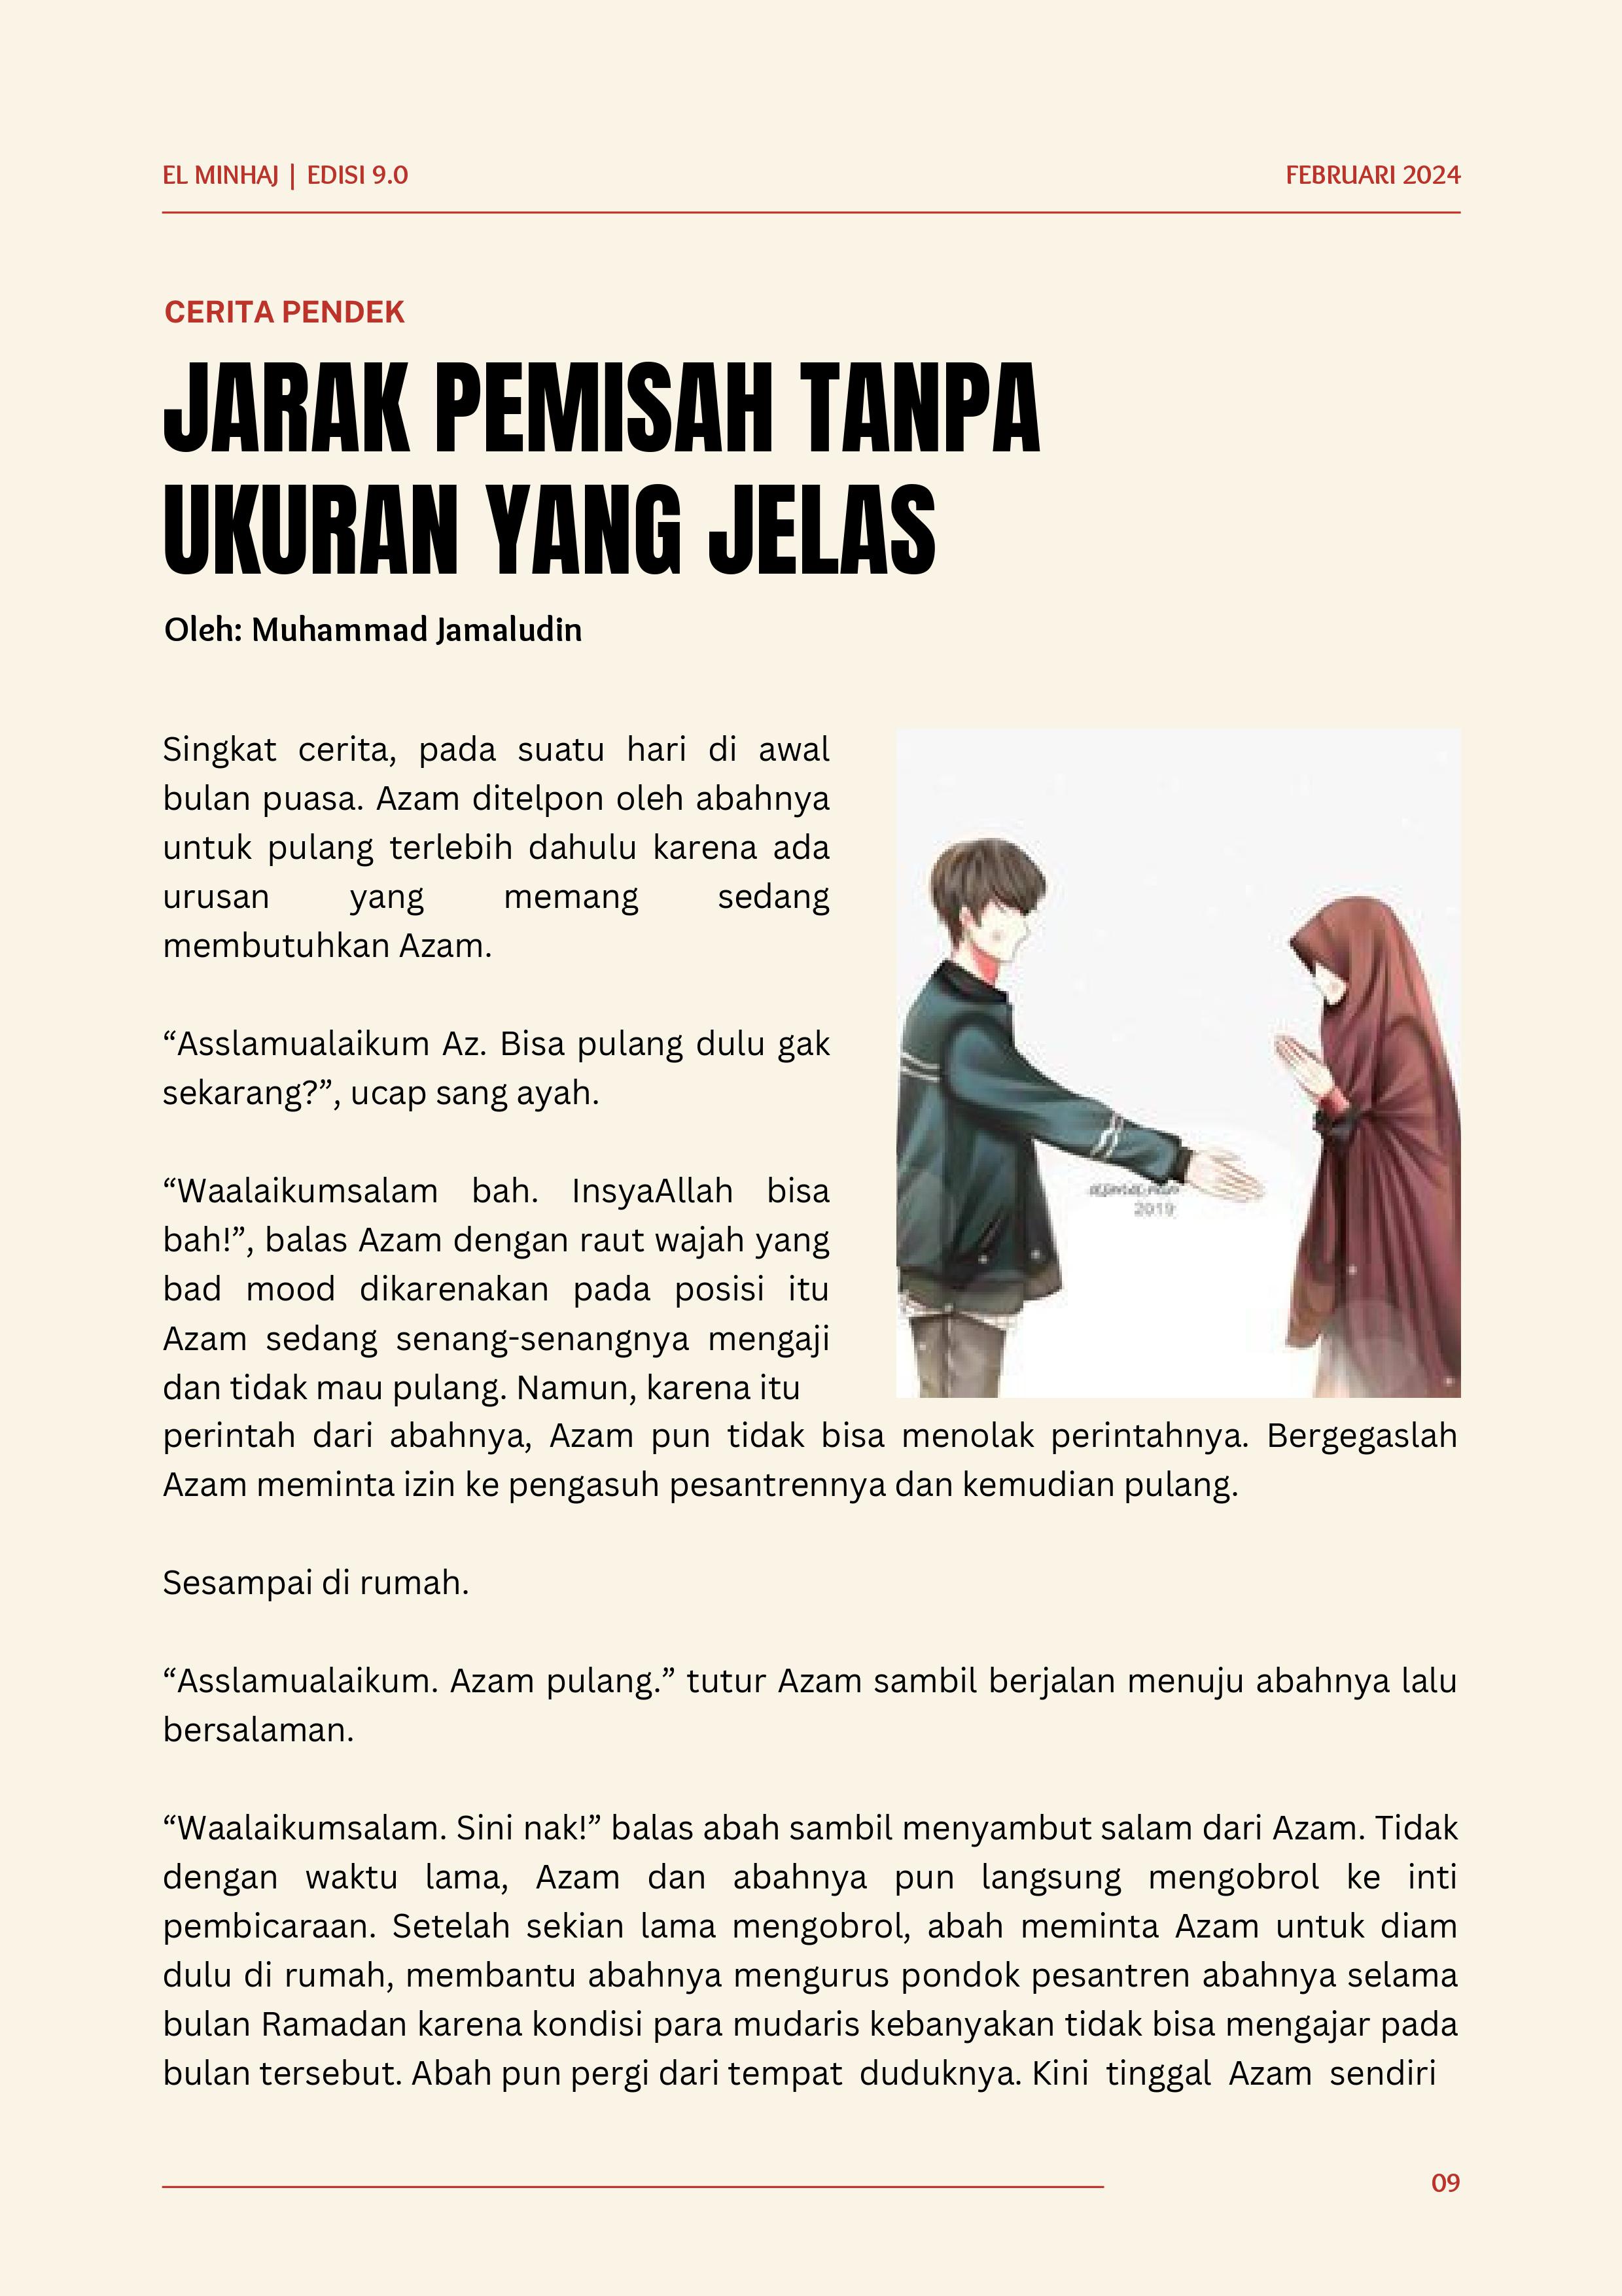 EL MINHAJ | EDISI 9.0
FEBRUARI 2024
CERITA PENDEK
JARAK PEMISAH TANPA
UKURAN YANG JELAS
Oleh: Muhammad Jamaludin
Singkat cerita, pada suatu hari di awal
bulan puasa. Azam ditelpon oleh abahnya
untuk pulang terlebih dahulu karena ada
urusan yang memang sedang
membutuhkan Azam.
“Asslamualaikum Az. Bisa pulang dulu gak
sekarang?”, ucap sang ayah.
“Waalaikumsalam bah. InsyaAllah bisa
bah!”, balas Azam dengan raut wajah yang
bad mood dikarenakan pada posisi itu
Azam sedang senang-senangnya mengaji
dan tidak mau pulang. Namun, karena itu
2019
perintah dari abahnya, Azam pun tidak bisa menolak perintahnya. Bergegaslah
Azam meminta izin ke pengasuh pesantrennya dan kemudian pulang.
Sesampai di rumah.
“Asslamualaikum. Azam pulang.” tutur Azam sambil berjalan menuju abahnya lalu
bersalaman.
“Waalaikumsalam. Sini nak!” balas abah sambil menyambut salam dari Azam. Tidak
dengan waktu lama, Azam dan abahnya pun langsung mengobrol ke inti
pembicaraan. Setelah sekian lama mengobrol, abah meminta Azam untuk diam
dulu di rumah, membantu abahnya mengurus pondok pesantren abahnya selama
bulan Ramadan karena kondisi para mudaris kebanyakan tidak bisa mengajar pada
bulan tersebut. Abah pun pergi dari tempat duduknya. Kini tinggal Azam sendiri
09